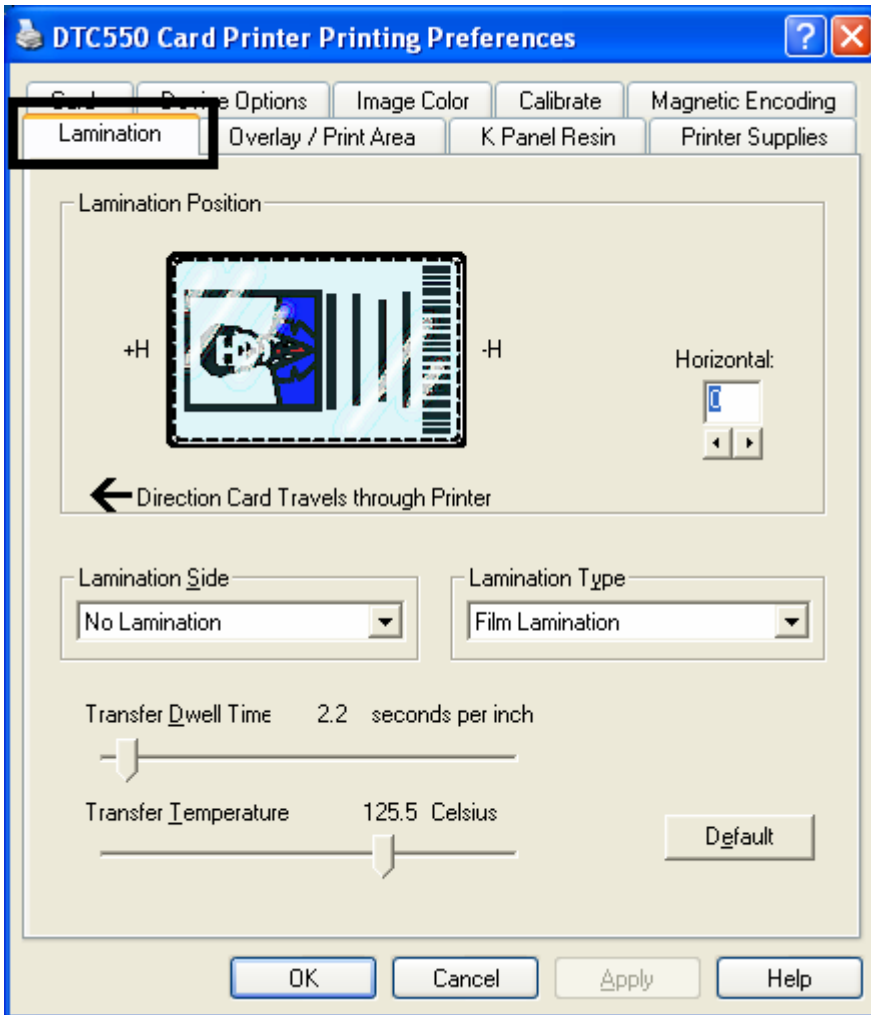 DTC550 Card Printer Printing Preferences
Card Device Options Image Color Calibrate Magnetic Encoding
Lamination Overlay / Print Area K Panel Resin Printer Supplies
Lamination Position
+H
-H
Horizontal:
0
Direction Card Travels through Printer
Lamination Side
Lamination Type
No Lamination
Film Lamination
Transfer Dwell Time 2.2 seconds per inch
Transfer Temperature 125.5 Celsius
Default
OK Cancel Apply Help